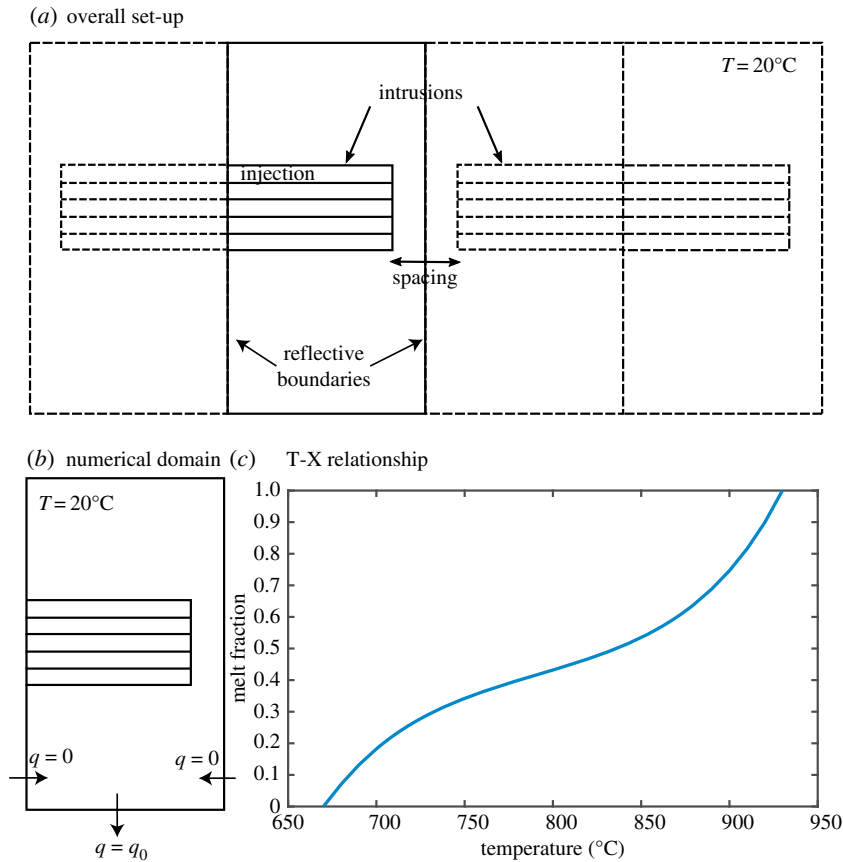 (a) overall set-up
T = 20°C
intrusions
injection
spacing
reflective
boundaries
(b) numerical domain
T = 20°C
q = 0
q = 0
q = q0
(c) T-X relationship
1.0
0.9
0.8
0.7
0.6
0.5
0.4
0.3
0.2
0.1
0
melt fraction
650
700
750
800
850
900
950
temperature (°C)